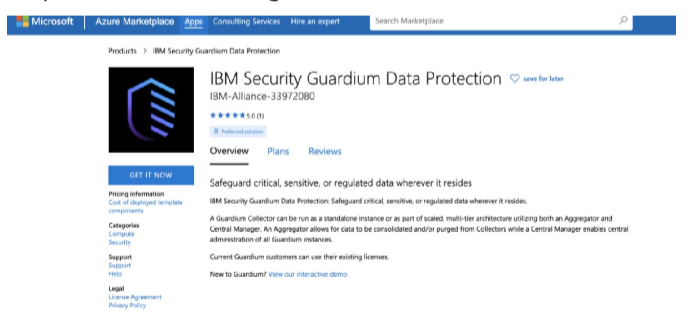 Microsoft Azure Marketplace Apps Consulting Services Hire an expert Search Marketplace
Products > IBM Security Guardium Data Protection
IBM Security Guardium Data Protection save for later
IBM-Alliance-33972080
5.0 (1)
Preferred solution
Overview Plans Reviews
GET IT NOW
Pricing information
Cost of deployed template
components
Categories
Compute
Security
Support
Support
Help
Legal
License Agreement
Privacy Policy
Safeguard critical, sensitive, or regulated data wherever it resides
IBM Security Guardium Data Protection: Safeguard critical, sensitive, or regulated data wherever it resides.
A Guardium Collector can be run as a standalone instance or as part of scaled, multi-tier architecture utilizing both an Aggregator and
Central Manager. An Aggregator allows for data to be consolidated and/or purged from Collectors while a Central Manager enables central
administration of all Guardium instances.
Current Guardium customers can use their existing licenses.
New to Guardium? View our interactive demo